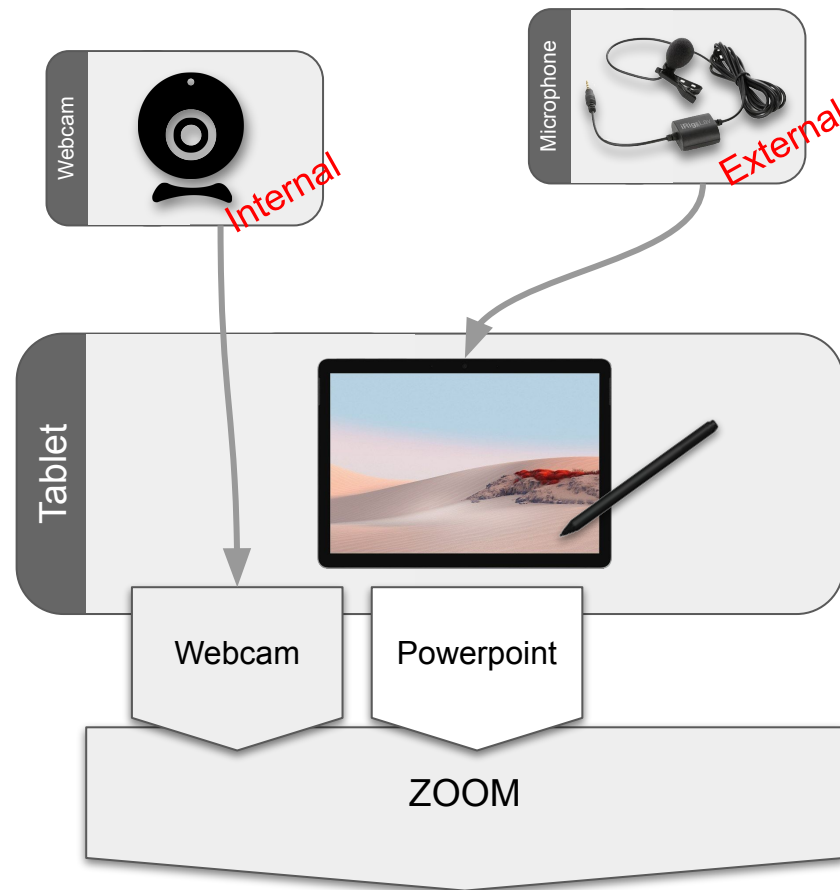 Webcam
Internal
Microphone
External
Tablet
Webcam
Powerpoint
ZOOM